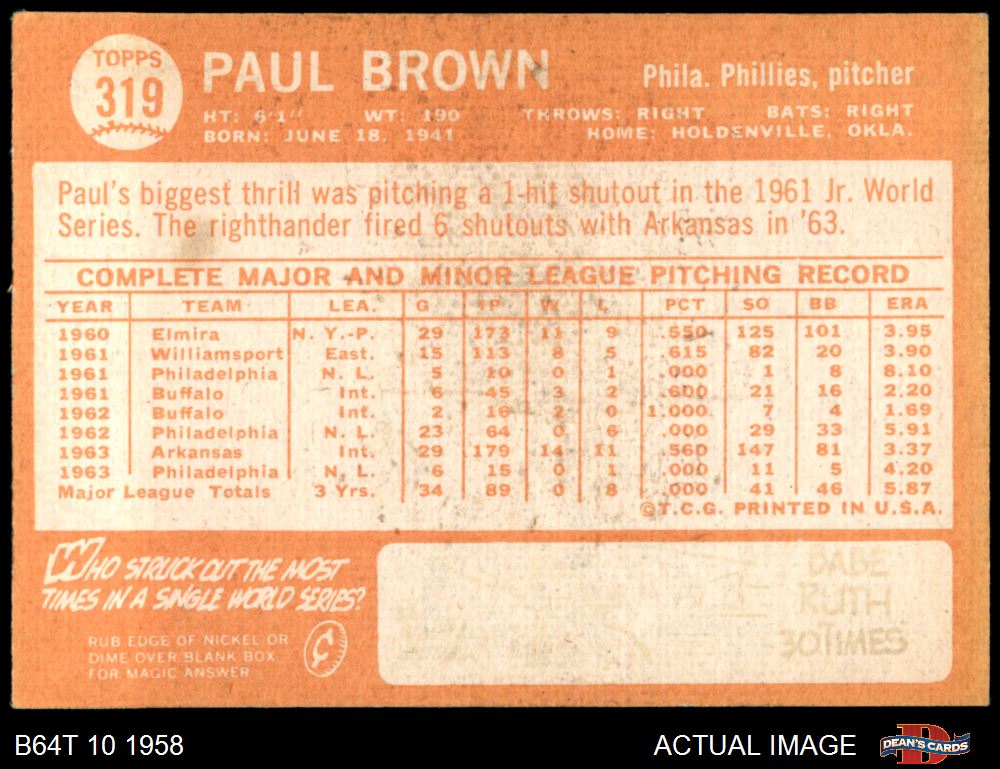 TOPPS
319
PAUL BROWN
Phila. Phillies, pitcher
HT: 6'1" WT: 190 THROWS: RIGHT BATS: RIGHT
BORN: JUNE 18, 1941 HOME: HOLDENVILLE, OKLA.
Paul's biggest thrill was pitching a 1-hit shutout in the 1961 Jr. World
Series. The righthander fired 6 shutouts with Arkansas in '63.
COMPLETE MAJOR AND MINOR LEAGUE PITCHING RECORD
YEAR TEAM LEA. G IP W L PCT SO BB ERA
1960 Elmira N. Y.-P. 29 173 11 9 .550 125 101 3.95
1961 Williamsport East. 15 113 8 5 .615 82 20 3.90
1961 Philadelphia N. L. 5 10 0 1 .000 1 8 8.10
1961 Buffalo Int. 6 45 3 2 .600 21 16 2.20
1962 Buffalo Int. 2 16 2 0 1.000 7 4 1.69
1962 Philadelphia N. L. 23 64 0 6 .000 29 33 5.91
1963 Arkansas Int. 29 179 14 11 .560 147 81 3.37
1963 Philadelphia N. L. 6 15 0 1 .000 11 5 4.20
Major League Totals 3 Yrs. 34 89 0 8 .000 41 46 5.87
©T.C.G. PRINTED IN U.S.A.
WHO STRUCK OUT THE MOST
TIMES IN A SINGLE WORLD SERIES?
RUB EDGE OF NICKEL OR
DIME OVER BLANK BOX
FOR MAGIC ANSWER
¢
BABE
RUTH
30 TIMES
B64T 10 1958
ACTUAL IMAGE
DEAN'S CARDS